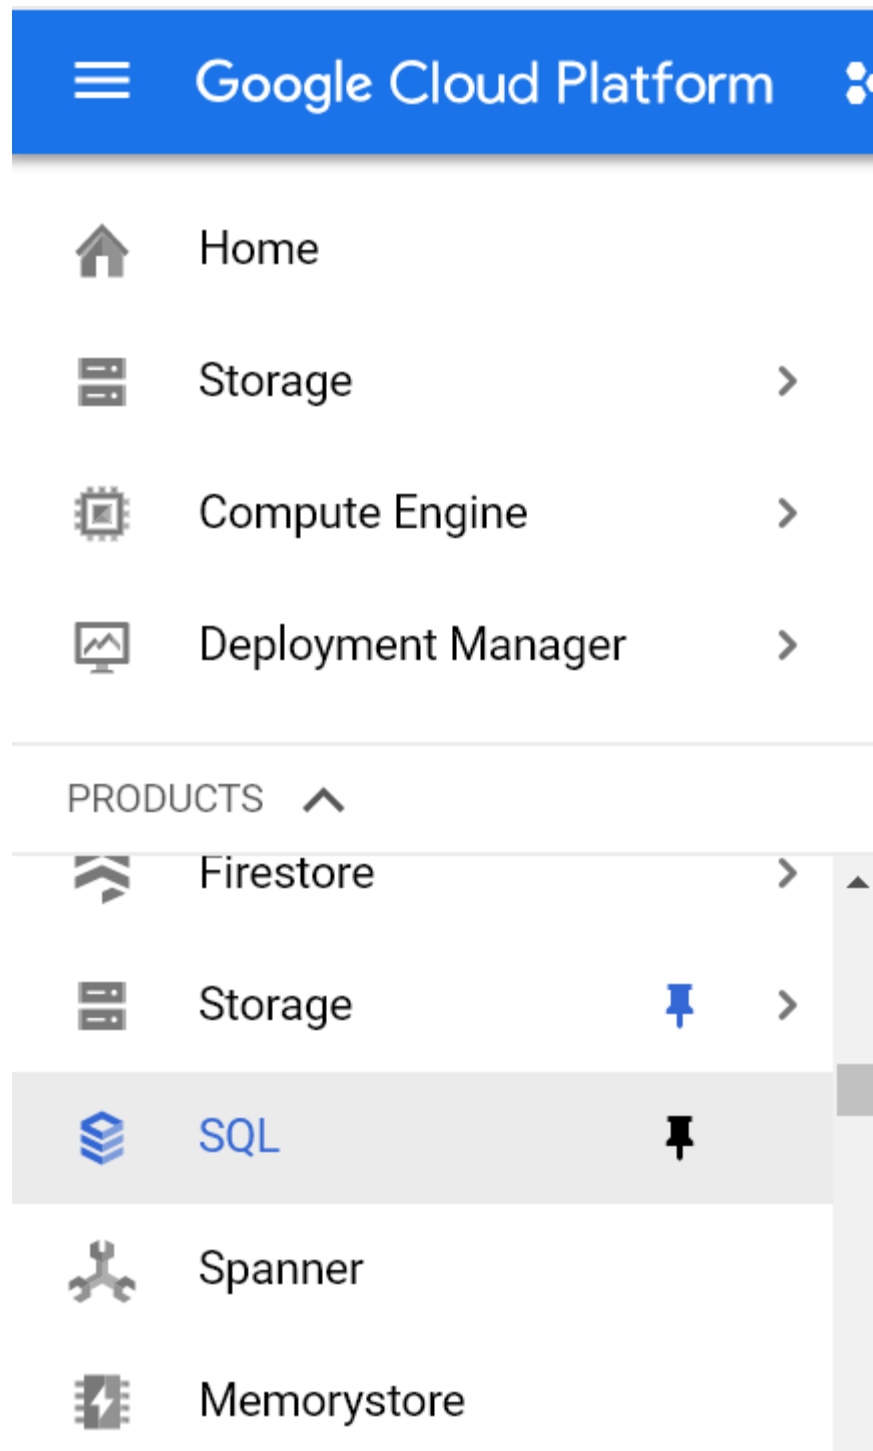 Google Cloud Platform
Home
Storage
Compute Engine
Deployment Manager
PRODUCTS
Firestore
Storage
SQL
Spanner
Memorystore